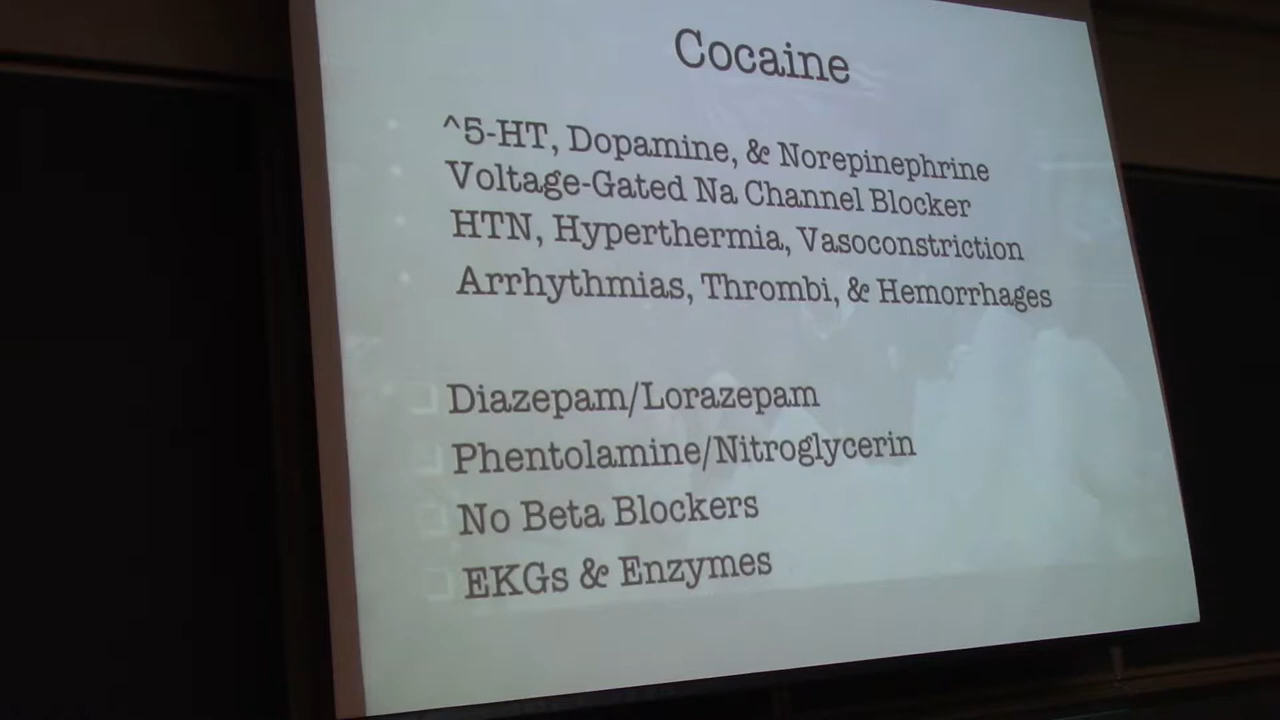 Cocaine
^5-HT, Dopamine, & Norepinephrine
Voltage-Gated Na Channel Blocker
HTN, Hyperthermia, Vasoconstriction
Arrhythmias, Thrombi, & Hemorrhages
Diazepam/Lorazepam
Phentolamine/Nitroglycerin
No Beta Blockers
EKGs & Enzymes